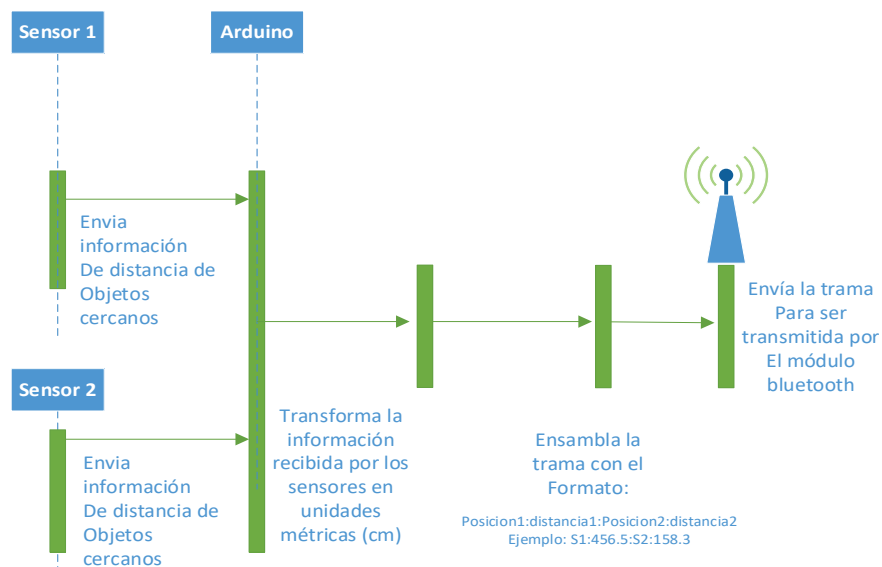 Sensor 1
Arduino
Envia
información
De distancia de
Objetos
cercanos
Sensor 2
Envia
información
De distancia de
Objetos
cercanos
Transforma la
información
recibida por los
sensores en
unidades
métricas (cm)
Ensambla la
trama con el
Formato:
Posicion1:distancia1:Posicion2:distancia2
Ejemplo: S1:456.5:S2:158.3
Envía la trama
Para ser
transmitida por
El módulo
bluetooth